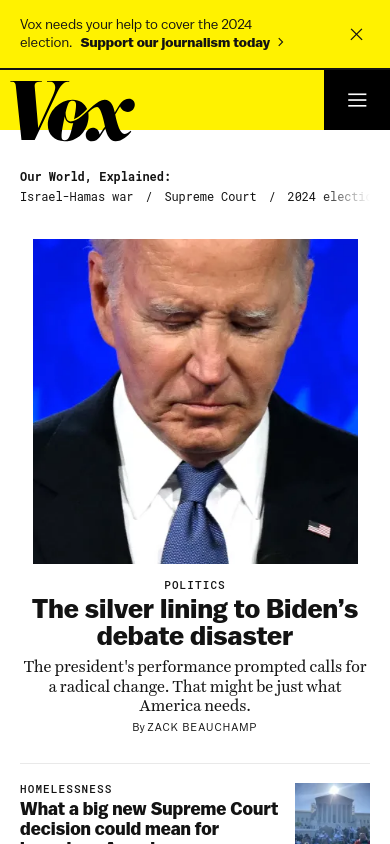 Vox needs your help to cover the 2024
election. Support our journalism today
Vox
Our World, Explained:
Israel-Hamas war / Supreme Court / 2024 electi
POLITICS
The silver lining to Biden's
debate disaster
The president's performance prompted calls for
a radical change. That might be just what
America needs.
By ZACK BEAUCHAMP
HOMELESSNESS
What a big new Supreme Court
decision could mean for